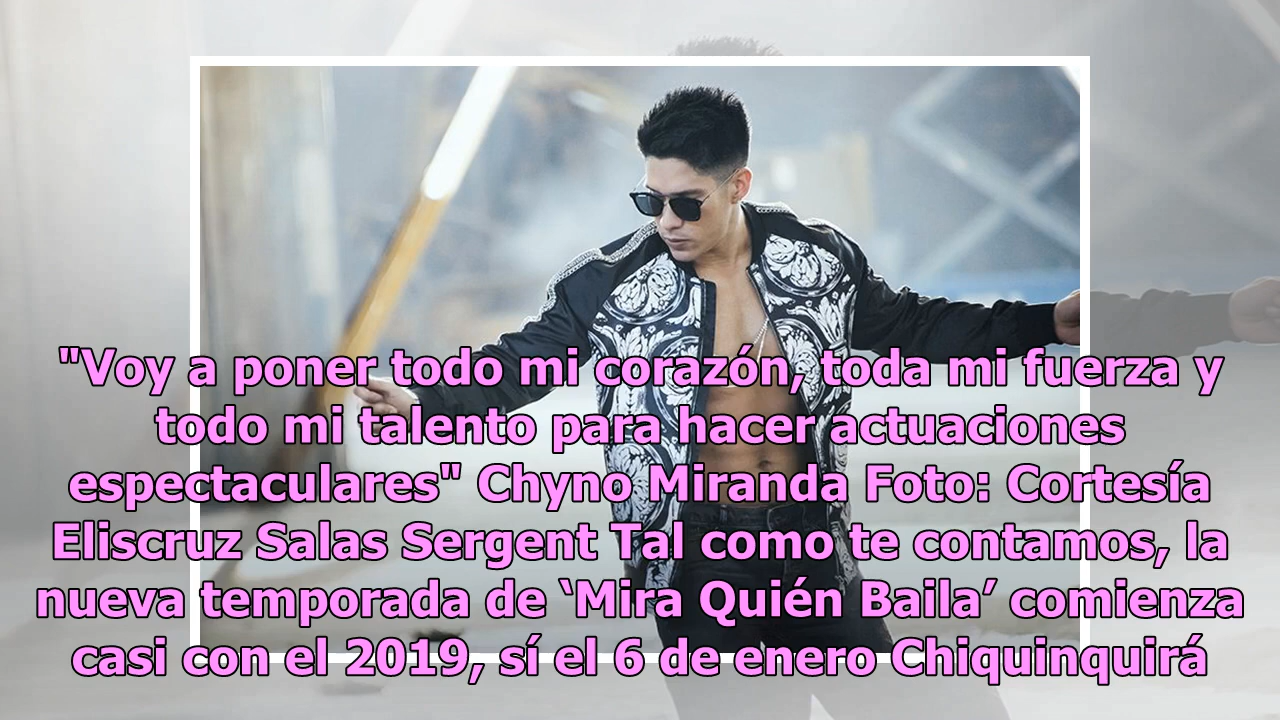 "Voy a poner todo mi corazón, toda mi fuerza y
todo mi talento para hacer actuaciones
espectaculares" Chyno Miranda Foto: Cortesía
Eliscruz Salas Sergent Tal como te contamos, la
nueva temporada de ‘Mira Quién Baila’ comienza
casi con el 2019, sí el 6 de enero Chiquinquirá